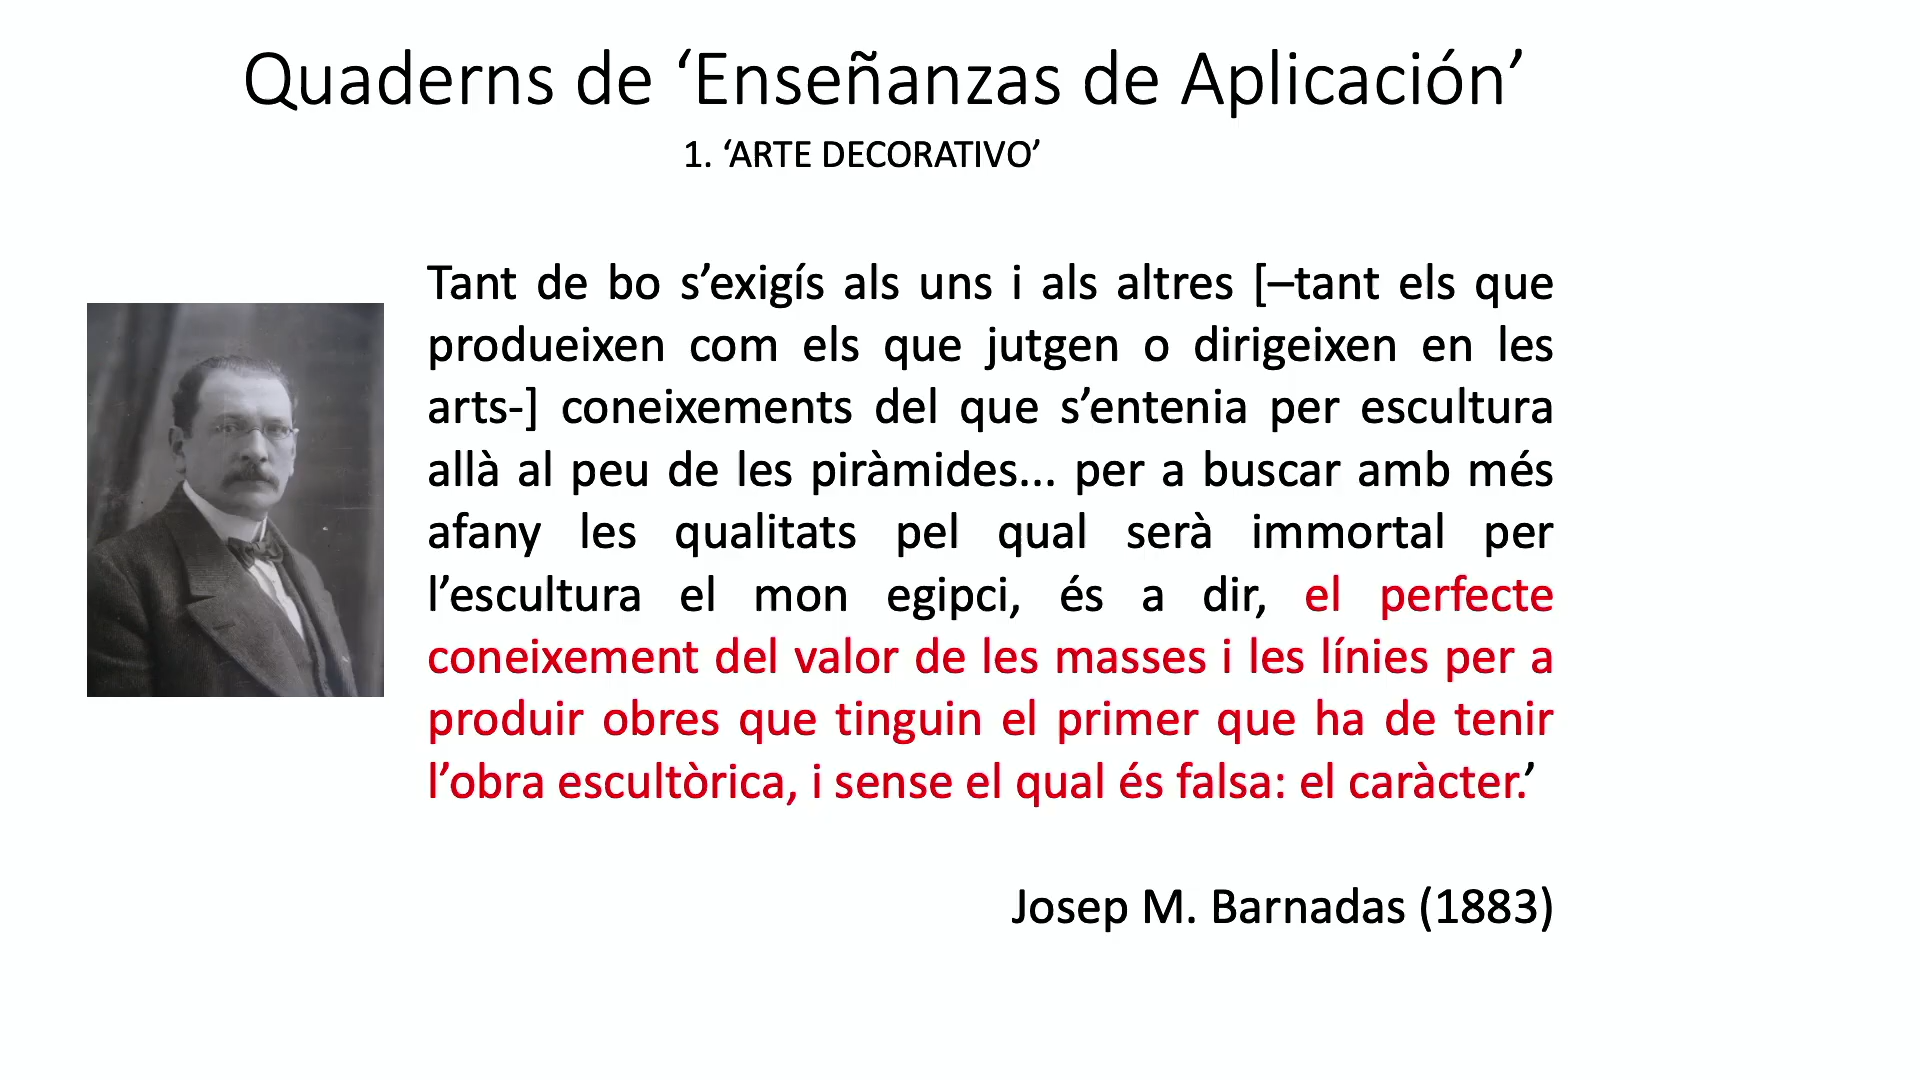 Quaderns de ‘Enseñanzas de Aplicación’
1. ‘ARTE DECORATIVO’
Tant de bo s’exigís als uns i als altres [–tant els que
produeixen com els que jutgen o dirigeixen en les
arts-] coneixements del que s’entenia per escultura
allà al peu de les piràmides... per a buscar amb més
afany les qualitats pel qual serà immortal per
l’escultura el mon egipci, és a dir, el perfecte
coneixement del valor de les masses i les línies per a
produir obres que tinguin el primer que ha de tenir
l’obra escultòrica, i sense el qual és falsa: el caràcter.’
Josep M. Barnadas (1883)